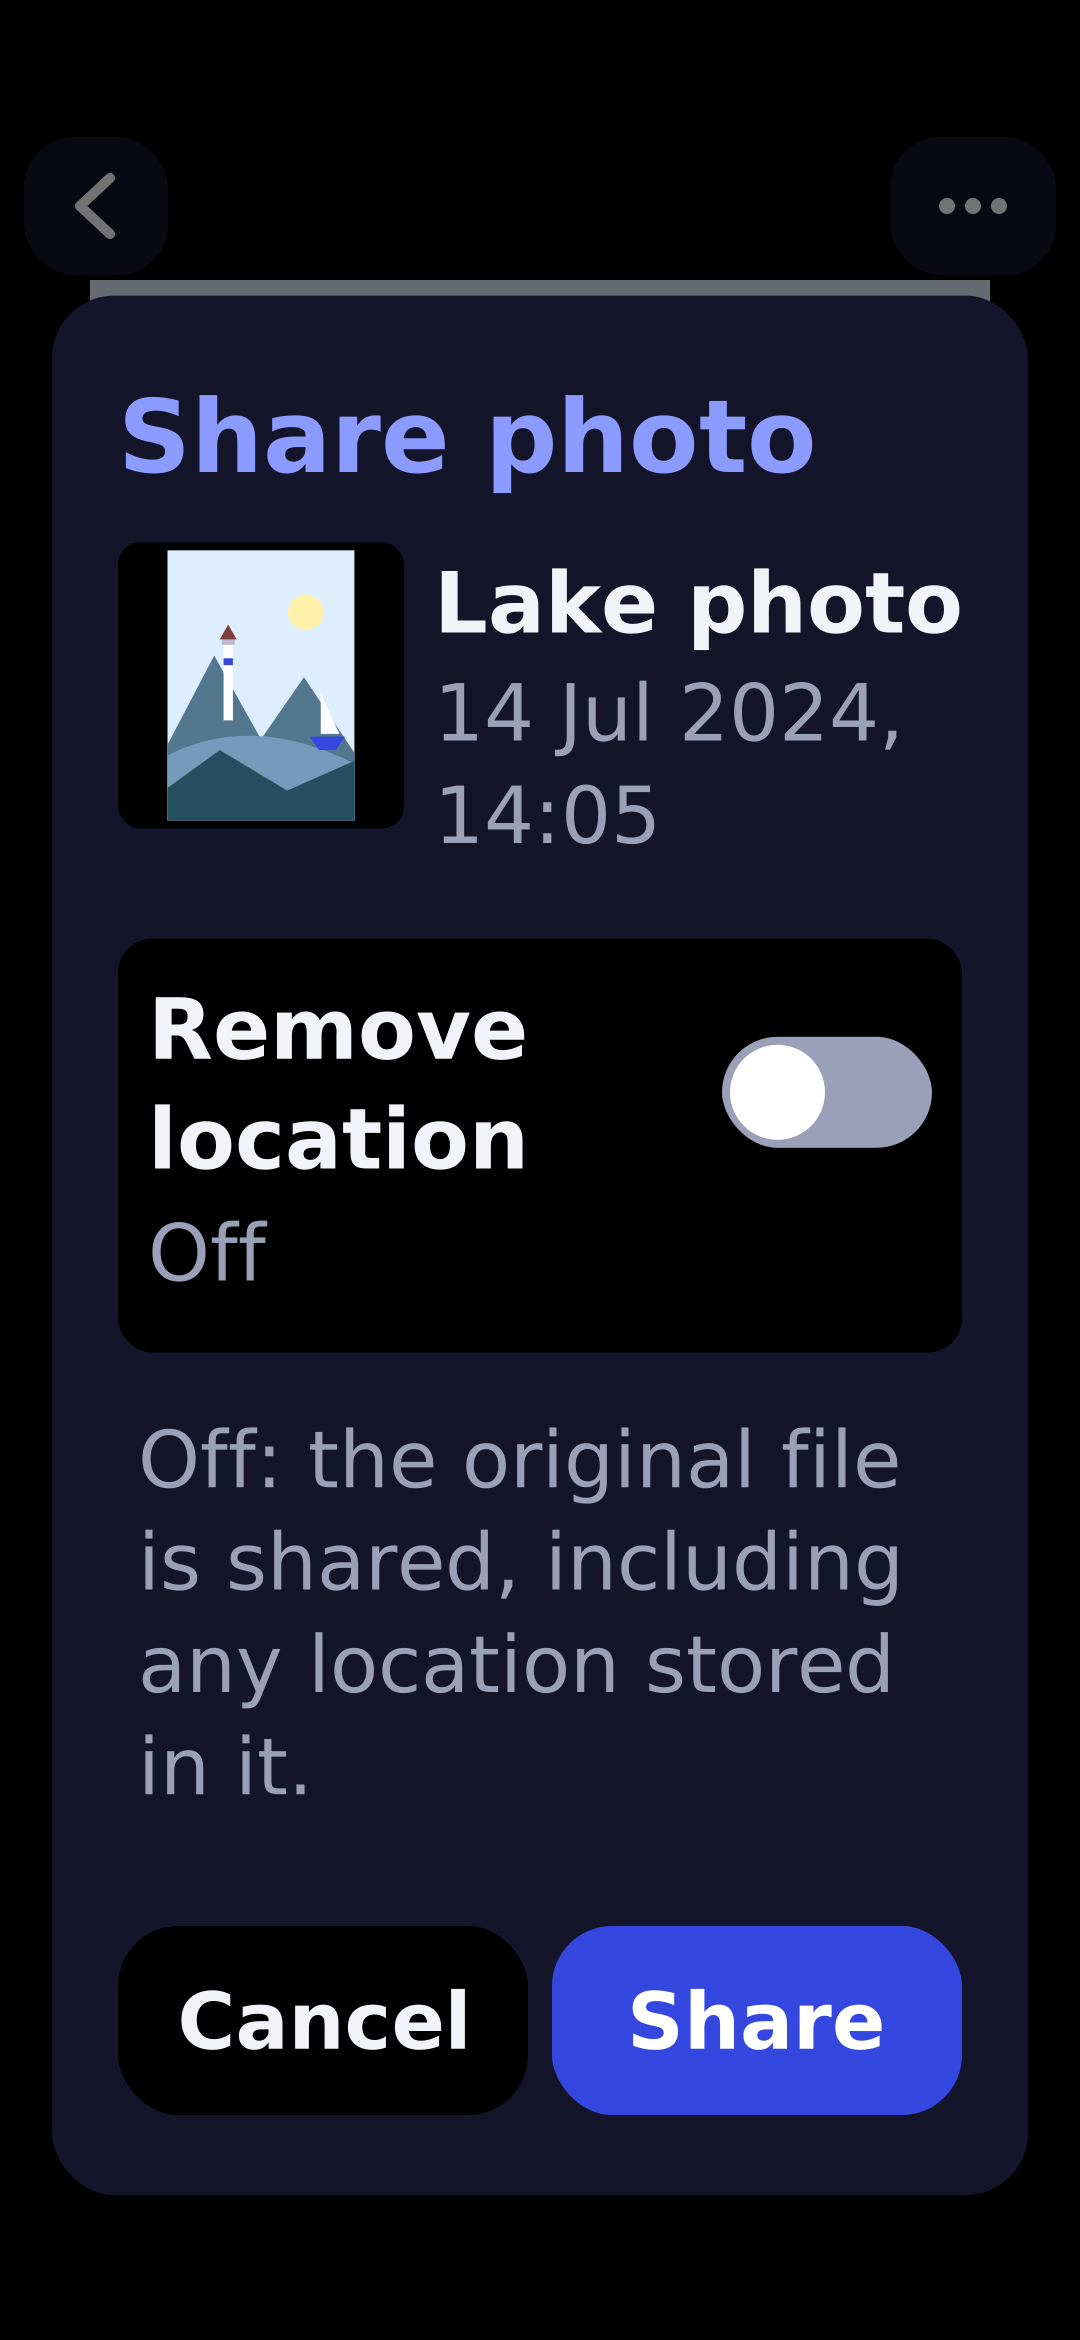 Share photo
Lake photo
14 Jul 2024,
14:05
Remove
location
Off
Off: the original file
is shared, including
any location stored
in it.
Cancel
Share